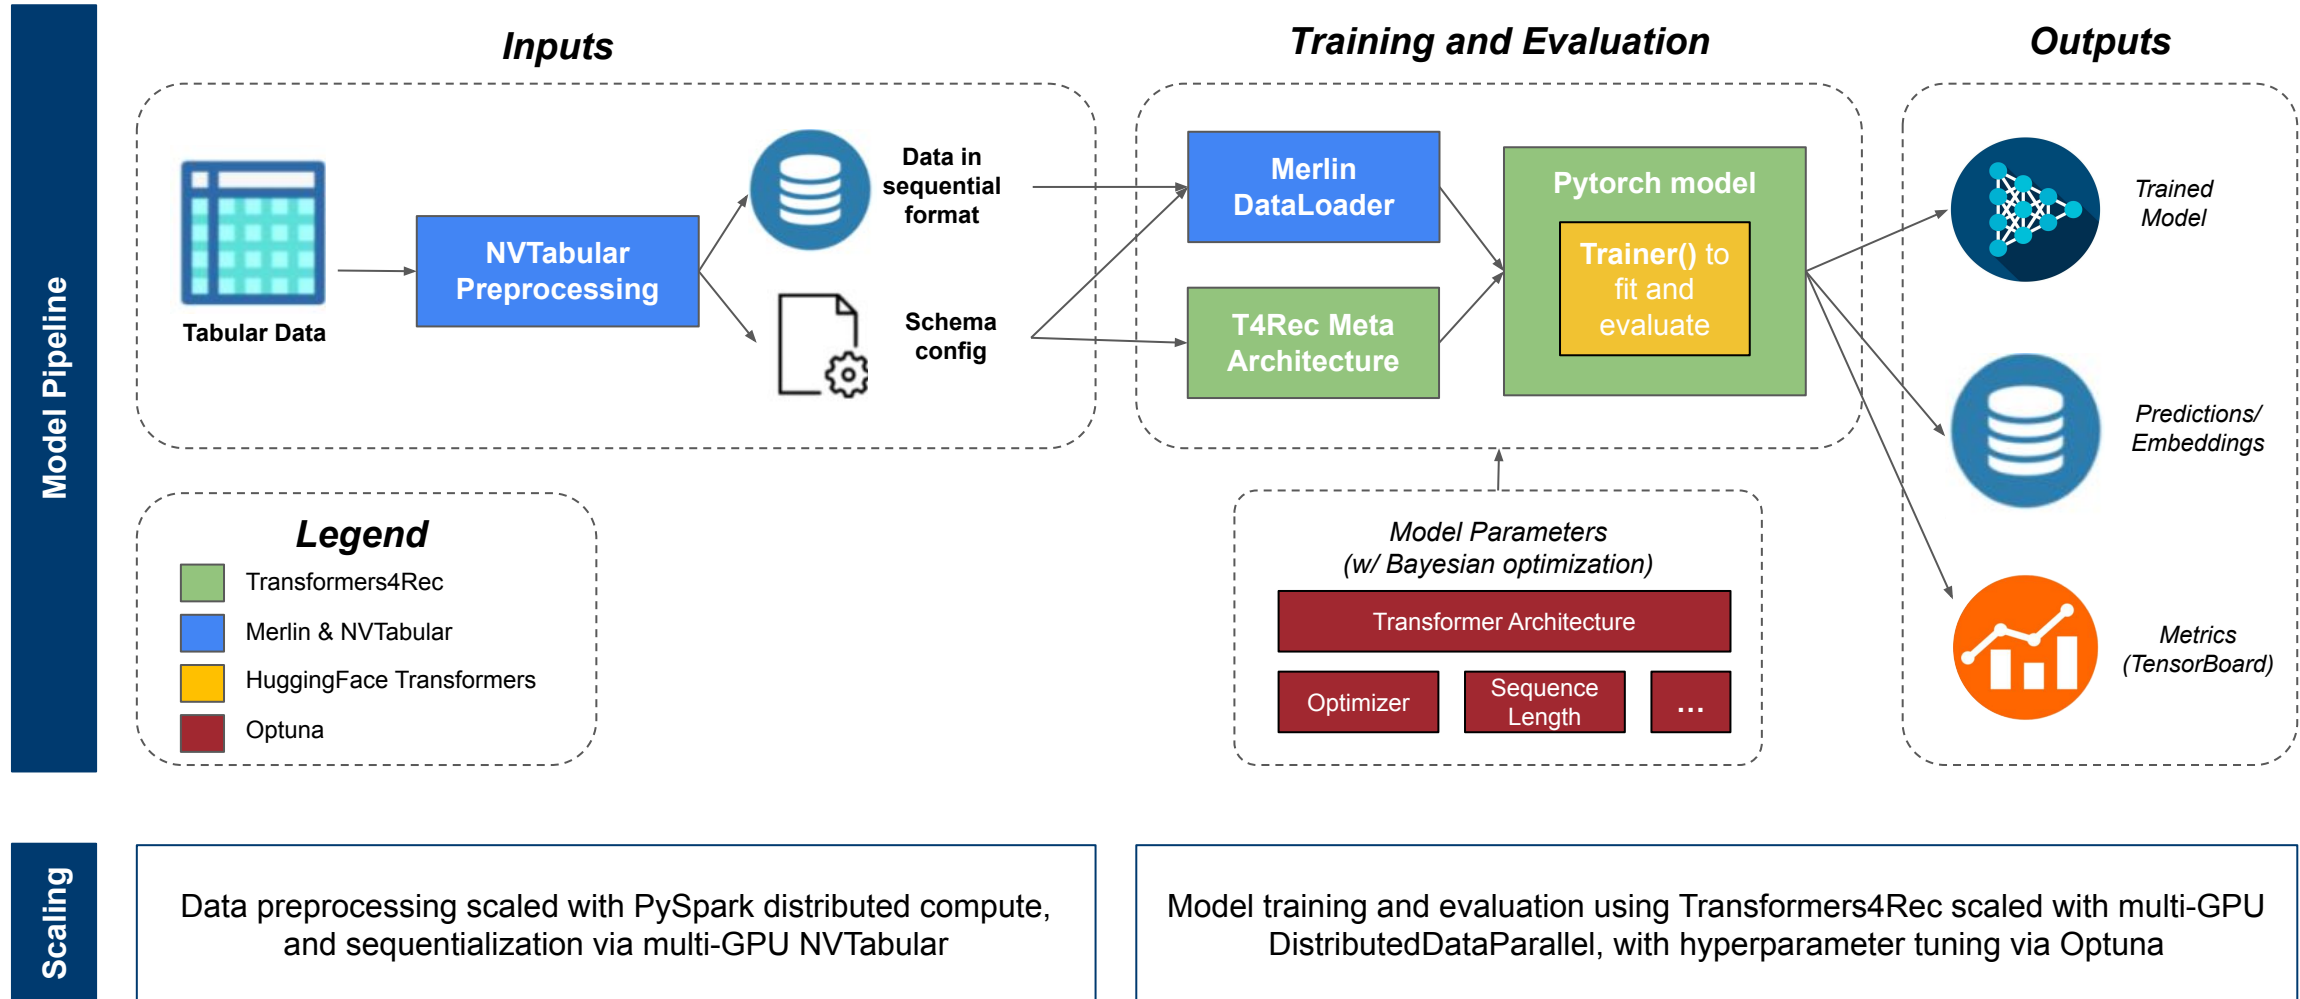 Model Pipeline
Inputs
Tabular Data
NVTabular
Preprocessing
Data in
sequential
format
Schema
config
Training and Evaluation
Merlin
DataLoader
T4Rec Meta
Architecture
Pytorch model
Trainer() to
fit and
evaluate
Outputs
Trained
Model
Predictions/
Embeddings
Metrics
(TensorBoard)
Legend
Transformers4Rec
Merlin & NVTabular
HuggingFace Transformers
Optuna
Model Parameters
(w/ Bayesian optimization)
Transformer Architecture
Optimizer
Sequence
Length
...
Scaling
Data preprocessing scaled with PySpark distributed compute,
and sequentialization via multi-GPU NVTabular
Model training and evaluation using Transformers4Rec scaled with multi-GPU
DistributedDataParallel, with hyperparameter tuning via Optuna